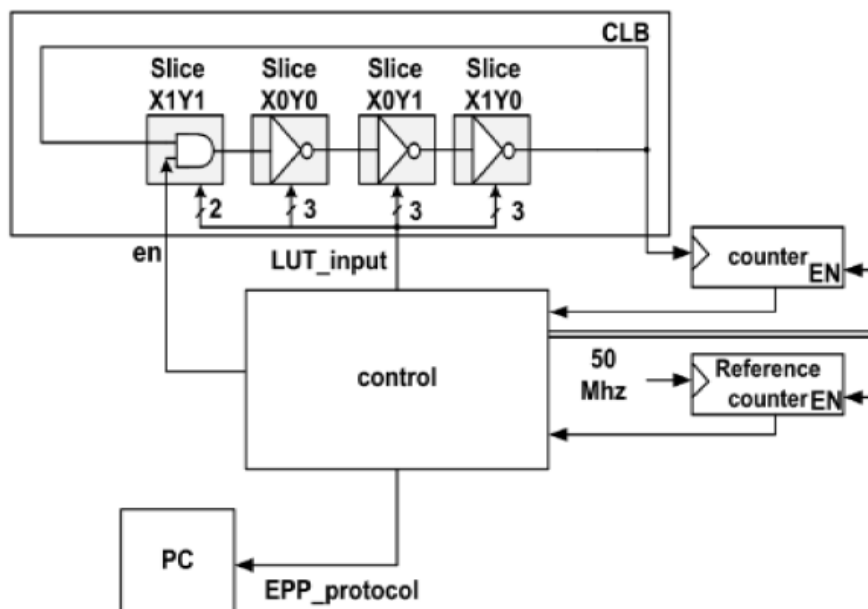 CLB
Slice
X1Y1
Slice
X0Y0
Slice
X0Y1
Slice
X1Y0
2
3
3
3
en
LUT_input
counter
EN
control
50
Mhz
Reference
counter
EN
PC
EPP_protocol